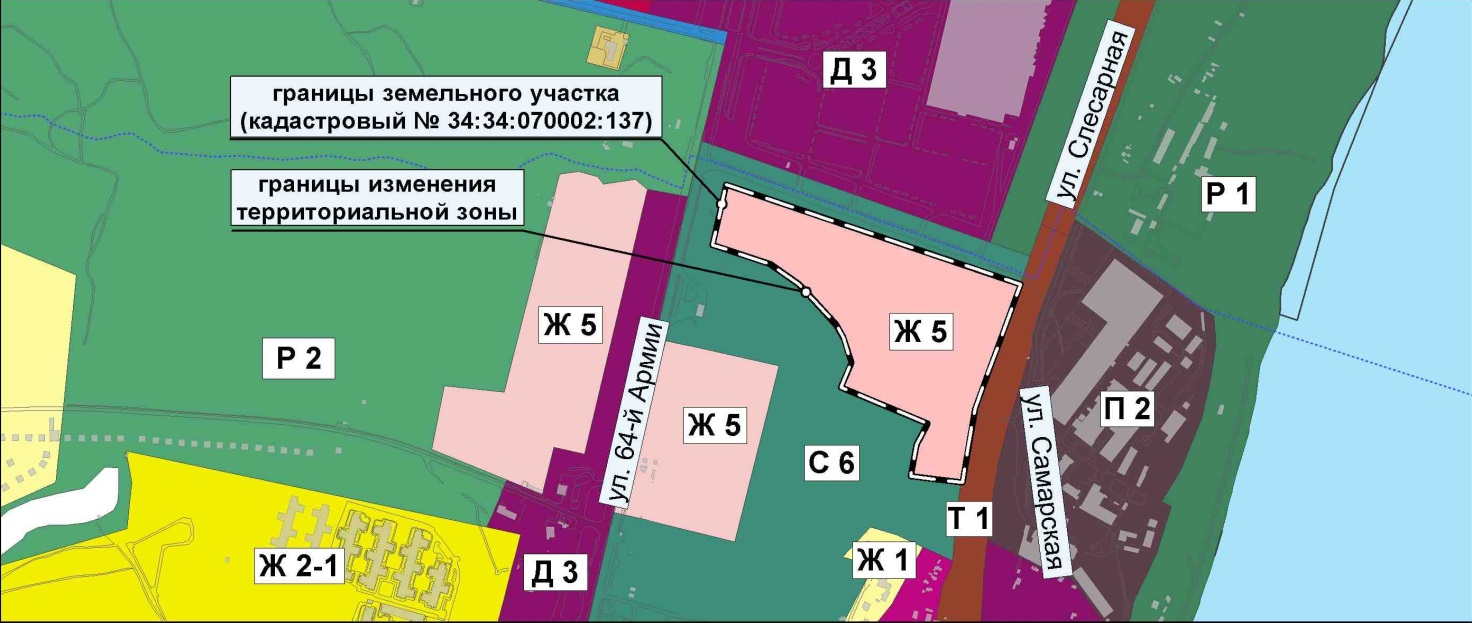 Д 3
границы земельного участка
(кадастровый № 34:34:070002:137)
ул. Слесарная
границы изменения
территориальной зоны
Р 1
Ж 5
Ж 5
Р 2
ул. 64-й Армии
Ж 5
П 2
ул. Самарская
С 6
Т 1
Ж 2-1
Д 3
Ж 1